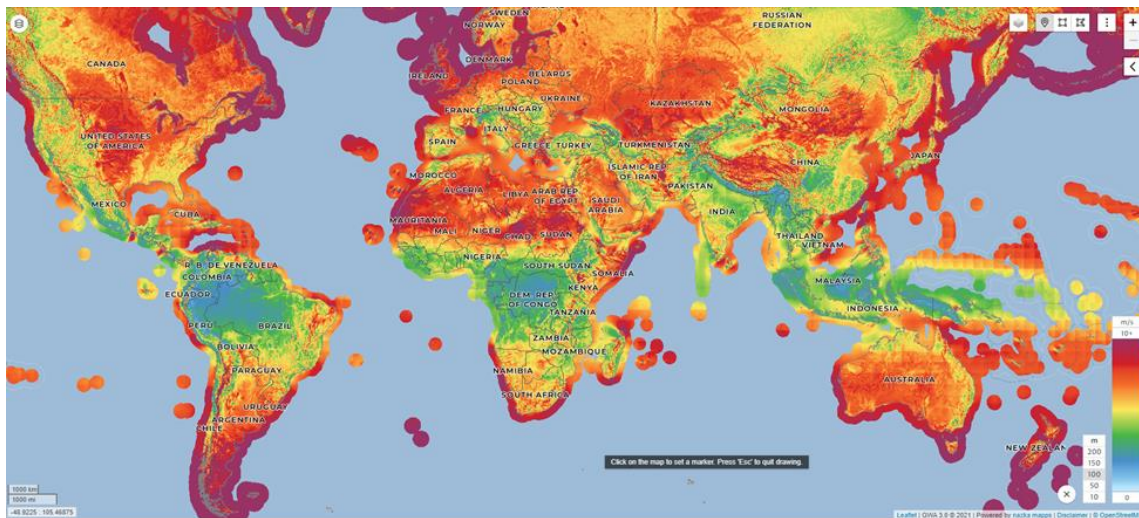 SWEDEN
NORWAY
RUSSIAN
FEDERATION
CANADA
IRELAND
DENMARK
BELARUS
POLAND
UKRAINE
FRANCE
HUNGARY
KAZAKHSTAN
MONGOLIA
ITALY
UNITED STATES
OF AMERICA
SPAIN
GREECE
TURKEY
TURKMENISTAN
JAPAN
CHINA
ISLAMIC REP
OF IRAN
MOROCCO
ALGERIA
LIBYA
ARAB REP
OF EGYPT
PAKISTAN
SAUDI
ARABIA
MEXICO
CUBA
INDIA
MAURITANIA
MALI
NIGER
CHAD
SUDAN
THAILAND
VIETNAM
NIGERIA
SOUTH SUDAN
SOMALIA
R. B. DE VENEZUELA
COLOMBIA
MALAYSIA
ECUADOR
KENYA
DEM. REP
OF CONGO
INDONESIA
TANZANIA
PERU
BRAZIL
ZAMBIA
BOLIVIA
MOZAMBIQUE
PARAGUAY
NAMIBIA
AUSTRALIA
SOUTH AFRICA
URUGUAY
ARGENTINA
CHILE
NEW ZEALAN
m/s
10+
0
m
200
150
100
50
10
Click on the map to set a marker. Press 'Esc' to quit drawing.
1000 km
1000 mi
-48.9225 : 105.46875
Leaflet | GWA 3.0 © 2021 | Powered by nazka mapps | Disclaimer | © OpenStreetM